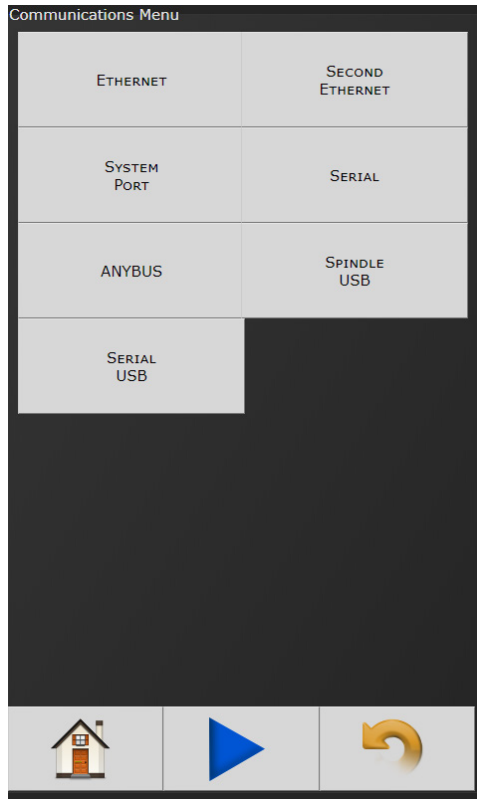 Communications Menu
Ethernet
Second
Ethernet
System
Port
Serial
ANYBUS
Spindle
USB
Serial
USB